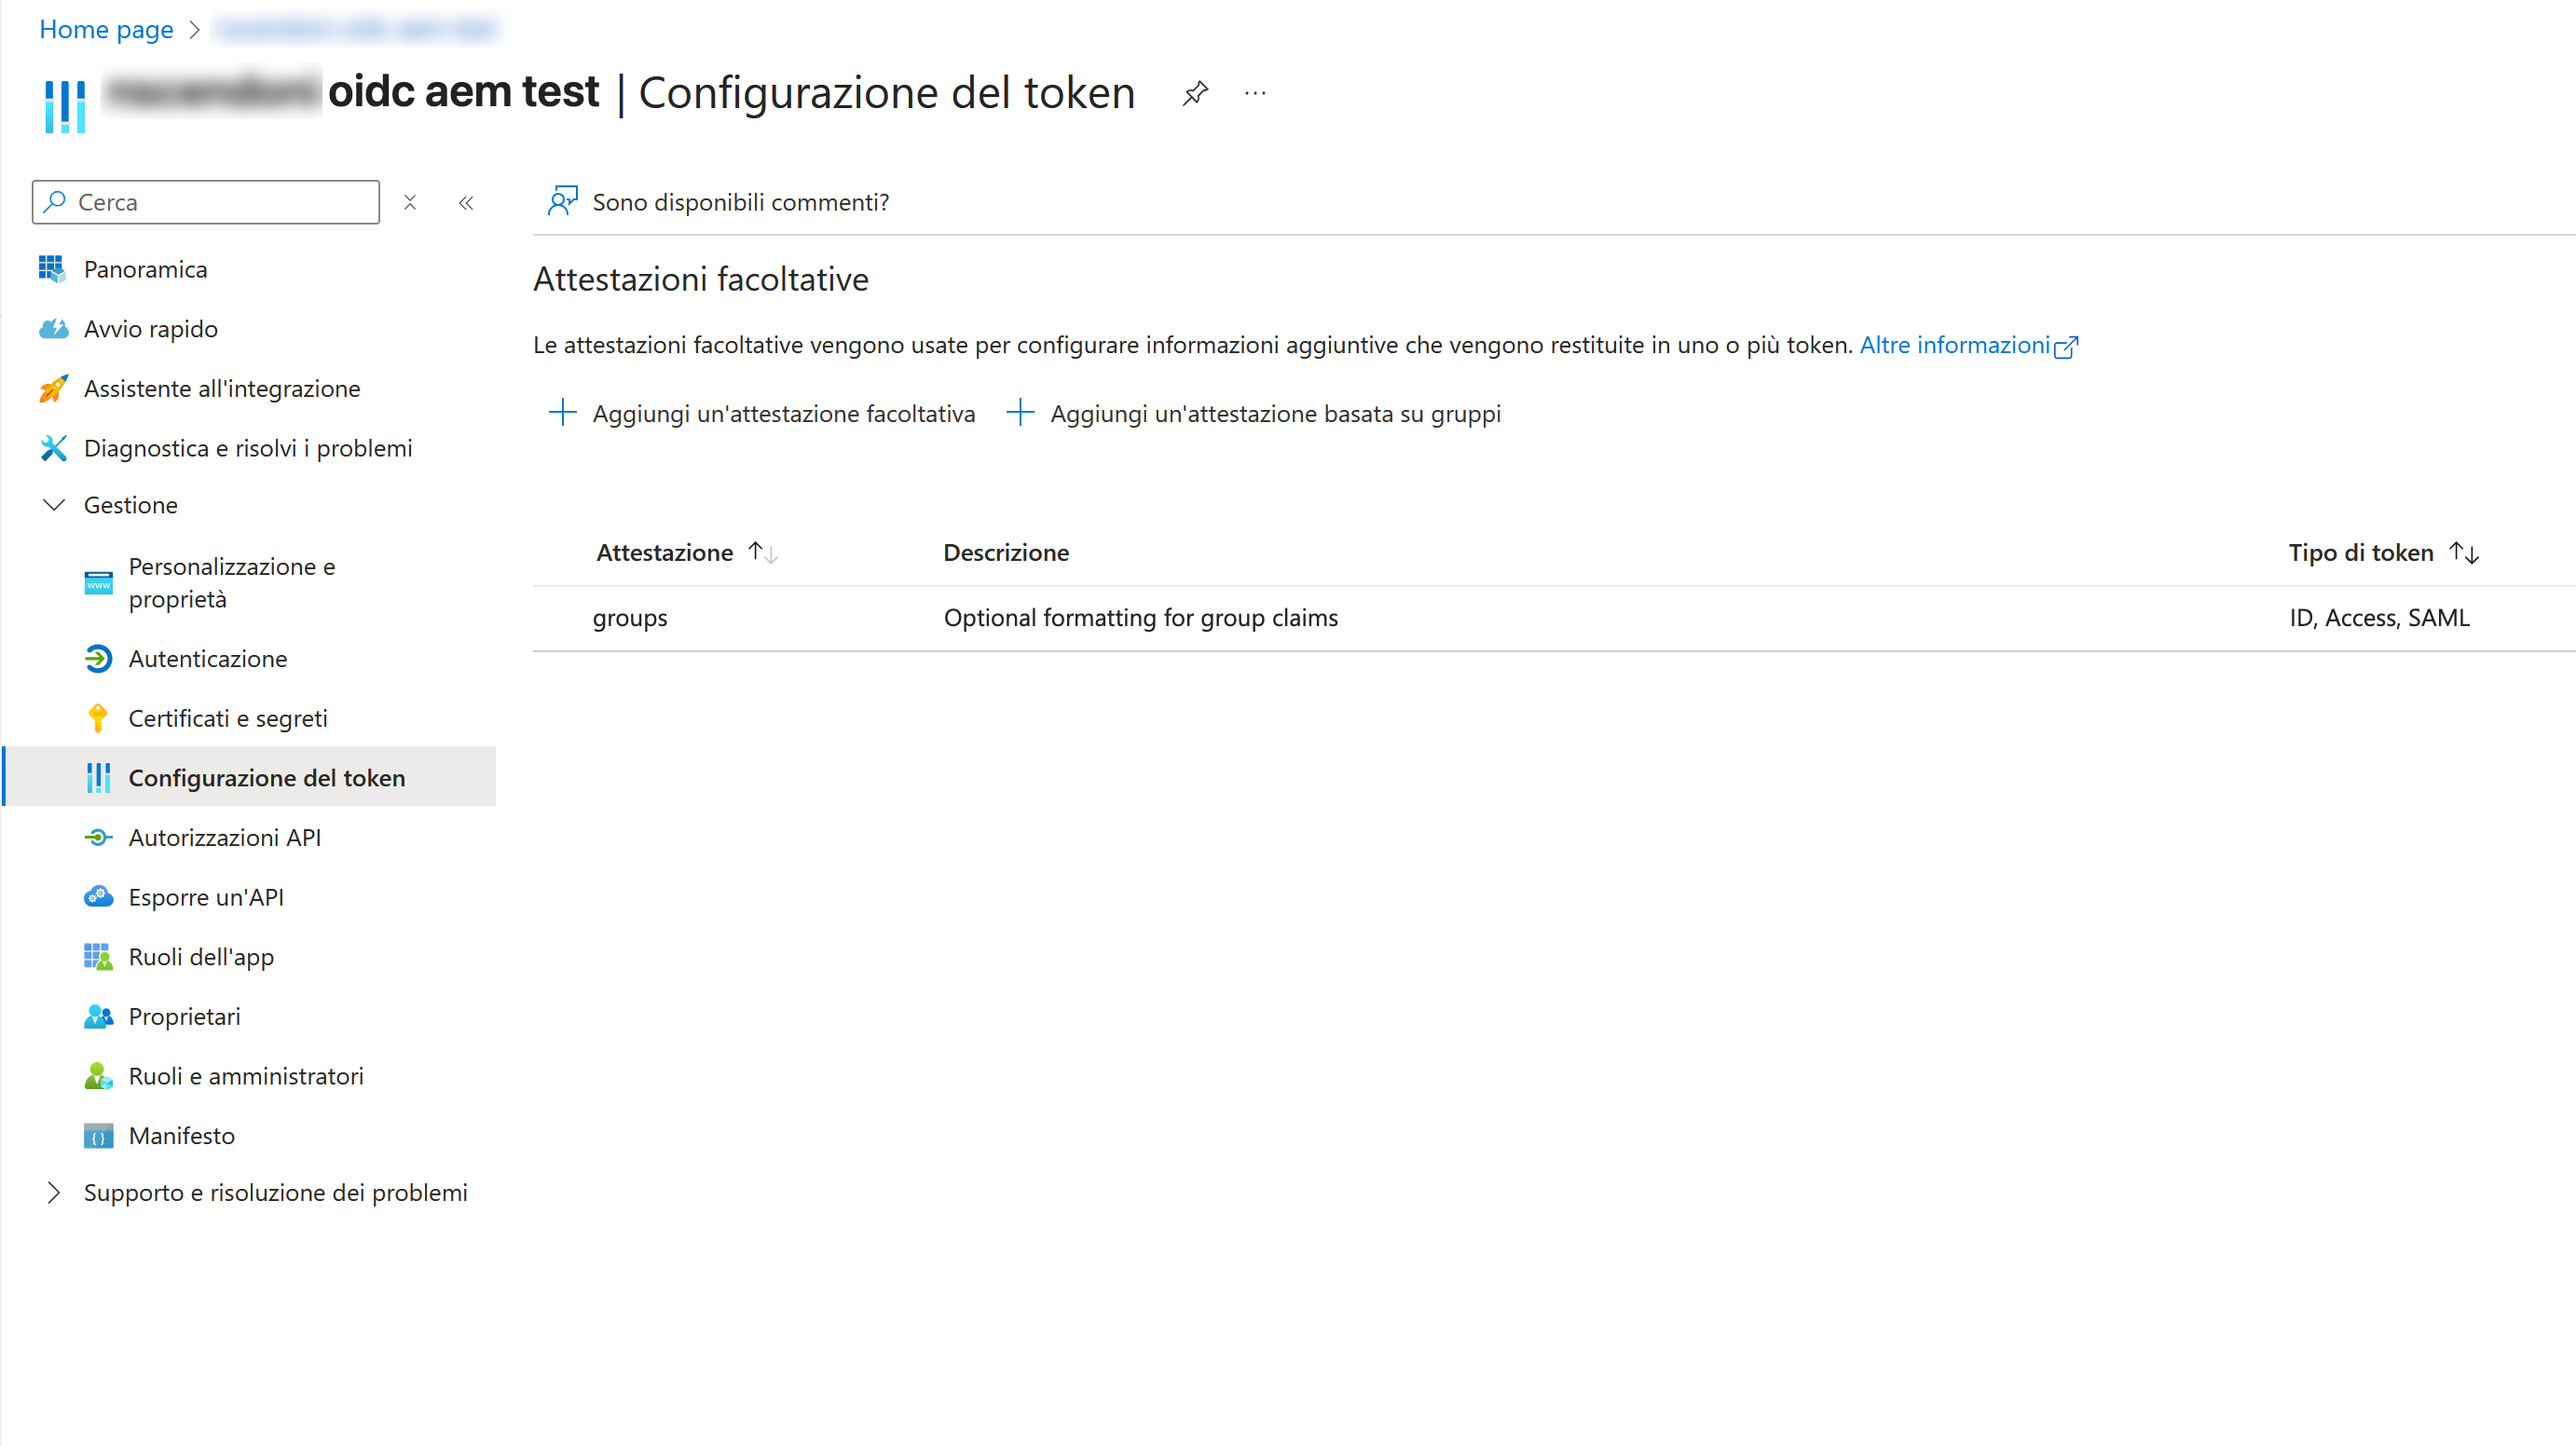 Home page
oidc aem test | Configurazione del token
Cerca
Sono disponibili commenti?
Panoramica
Avvio rapido
Assistente all'integrazione
Diagnostica e risolvi i problemi
Gestione
Personalizzazione e
proprietà
Autenticazione
Certificati e segreti
Configurazione del token
Autorizzazioni API
Esporre un'API
Ruoli dell'app
Proprietari
Ruoli e amministratori
Manifesto
Supporto e risoluzione dei problemi
Attestazioni facoltative
Le attestazioni facoltative vengono usate per configurare informazioni aggiuntive che vengono restituite in uno o più token. Altre informazioni
Aggiungi un'attestazione facoltativa Aggiungi un'attestazione basata su gruppi
Attestazione Descrizione Tipo di token
groups Optional formatting for group claims ID, Access, SAML